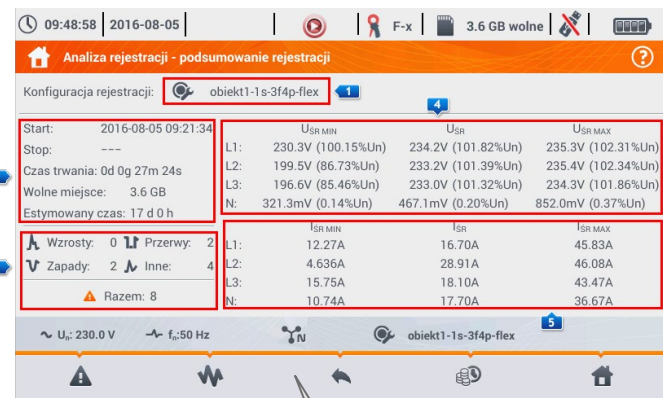 09:48:58 2016-08-05 F-x 3.6 GB wolne
Analiza rejestracji - podsumowanie rejestracji ?
Konfiguracja rejestracji: obiekt1-1s-3f4p-flex 1
4
Start: 2016-08-05 09:21:34
Stop: ---
Czas trwania: 0d 0g 27m 24s
Wolne miejsce: 3.6 GB
Estymowany czas: 17 d 0 h
UŚR MIN UŚR UŚR MAX
L1: 230.3V (100.15%Un) 234.2V (101.82%Un) 235.3V (102.31%Un)
L2: 199.5V (86.73%Un) 233.2V (101.39%Un) 235.4V (102.34%Un)
L3: 196.6V (85.46%Un) 233.0V (101.32%Un) 234.3V (101.86%Un)
N: 321.3mV (0.14%Un) 467.1mV (0.20%Un) 852.0mV (0.37%Un)
Wzrosty: 0 Przerwy: 2
Zapady: 2 Inne: 4
Razem: 8
IŚR MIN IŚR IŚR MAX
L1: 12.27A 16.70A 45.83A
L2: 4.636A 28.91A 46.08A
L3: 15.75A 18.10A 43.47A
N: 10.74A 17.70A 36.67A
5
Un: 230.0 V fn:50 Hz N obiekt1-1s-3f4p-flex